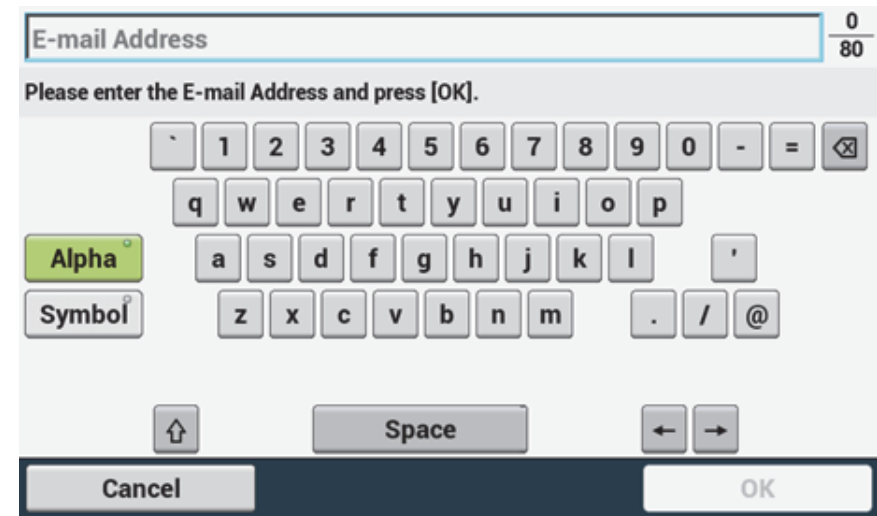 E-mail Address 0
80
Please enter the E-mail Address and press [OK].
` 1 2 3 4 5 6 7 8 9 0 - =
q w e r t y u i o p
Alpha a s d f g h j k l '
Symbol z x c v b n m . / @
Space ← →
Cancel OK